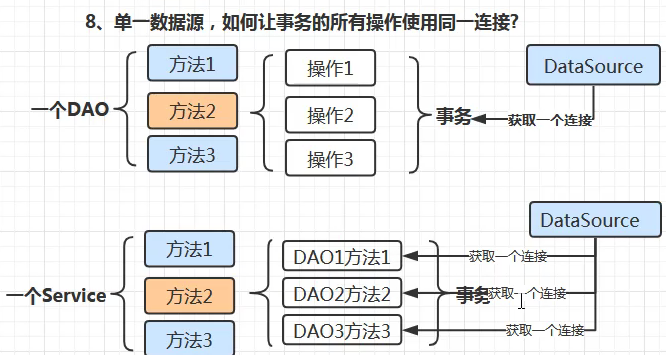 8、单一数据源，如何让事务的所有操作使用同一连接?
一个DAO
方法1
方法2
方法3
操作1
操作2
操作3
事务
获取一个连接
DataSource
一个Service
方法1
方法2
方法3
DAO1方法1
DAO2方法2
DAO3方法3
事务
获取一个连接
获取一个连接
获取一个连接
DataSource